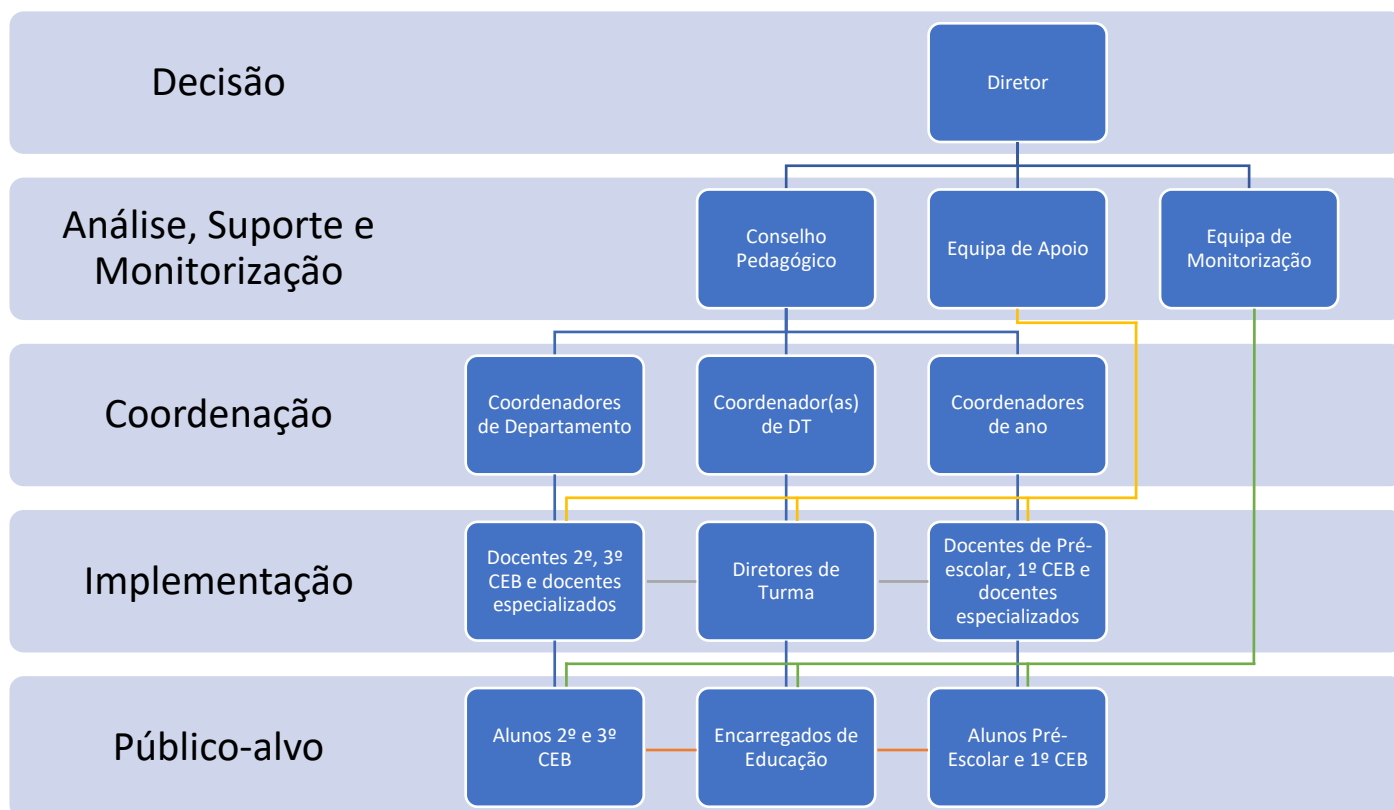 Decisão
Diretor
Análise, Suporte e
Monitorização
Conselho
Pedagógico
Equipa de Apoio
Equipa de
Monitorização
Coordenação
Coordenadores
de Departamento
Coordenador(as)
de DT
Coordenadores
de ano
Implementação
Docentes 2º, 3º
CEB e docentes
especializados
Diretores de
Turma
Docentes de Pré-
escolar, 1º CEB e
docentes
especializados
Público-alvo
Alunos 2º e 3º
CEB
Encarregados de
Educação
Alunos Pré-
Escolar e 1º CEB